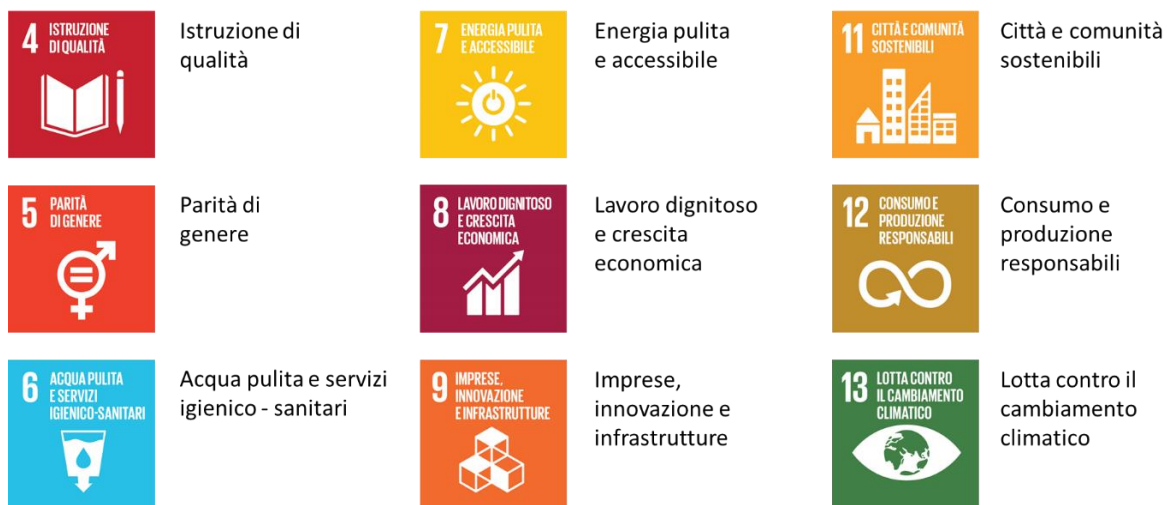 4 ISTRUZIONE
DI QUALITÀ
Istruzione di
qualità
7 ENERGIA PULITA
E ACCESSIBILE
Energia pulita
e accessibile
11 CITTÀ E COMUNITÀ
SOSTENIBILI
Città e comunità
sostenibili
5 PARITÀ
DI GENERE
Parità di
genere
8 LAVORO DIGNITOSO
E CRESCITA
ECONOMICA
Lavoro dignitoso
e crescita
economica
12 CONSUMO E
PRODUZIONE
RESPONSABILI
Consumo e
produzione
responsabili
6 ACQUA PULITA
E SERVIZI
IGIENICO-SANITARI
Acqua pulita e servizi
igienico - sanitari
9 IMPRESE,
INNOVAZIONE
E INFRASTRUTTURE
Imprese,
innovazione e
infrastrutture
13 LOTTA CONTRO
IL CAMBIAMENTO
CLIMATICO
Lotta contro il
cambiamento
climatico